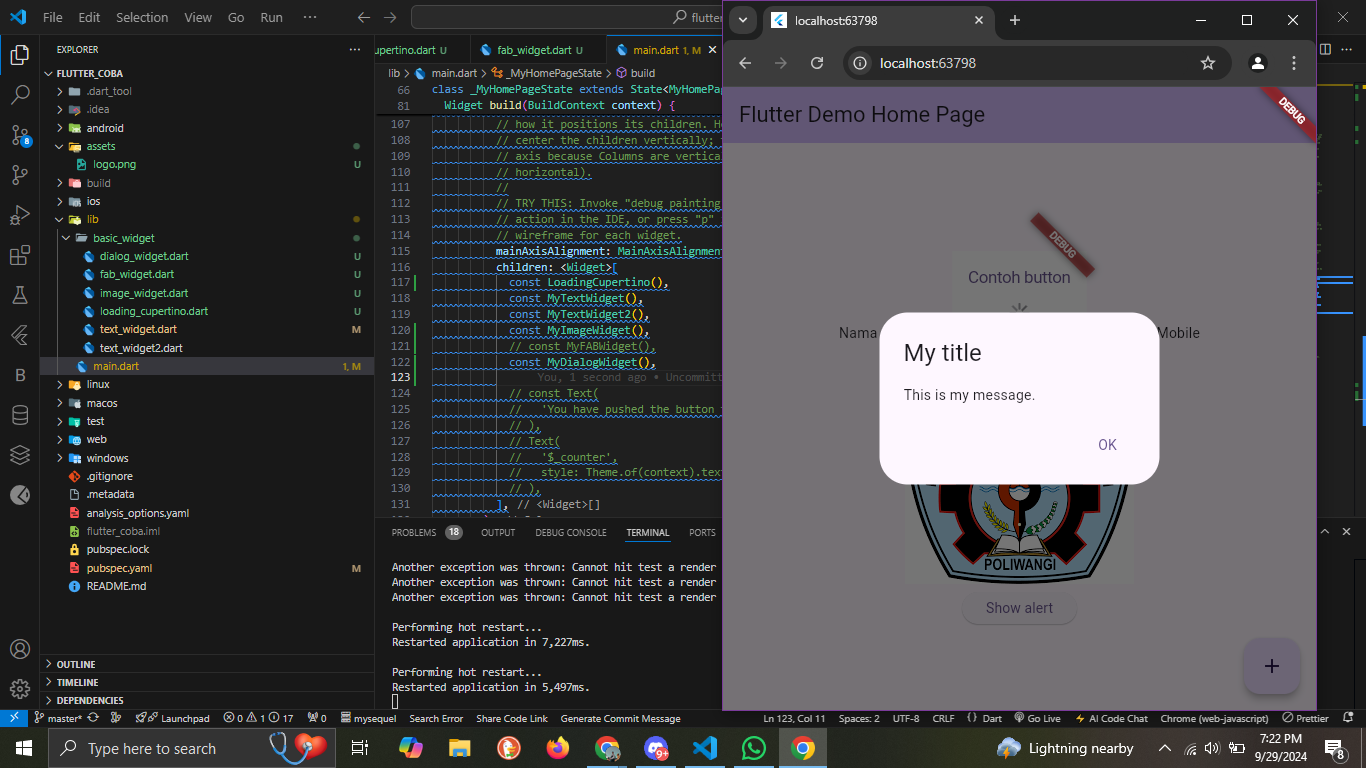 File Edit Selection View Go Run ··· flutter
EXPLORER ···
FLUTTER_COBA
.dart_tool
.idea
android
assets
logo.png U
build
ios
lib
basic_widget
dialog_widget.dart U
fab_widget.dart U
image_widget.dart U
loading_cupertino.dart U
text_widget.dart M
text_widget2.dart
main.dart 1, M
linux
macos
test
web
windows
.gitignore
.metadata
analysis_options.yaml
flutter_coba.iml
pubspec.lock
pubspec.yaml M
README.md
OUTLINE
TIMELINE
DEPENDENCIES
8
B
upertino.dart U fab_widget.dart U main.dart 1, M
lib > main.dart > _MyHomePageState > build
66 class _MyHomePageState extends State<MyHomePage
81 Widget build(BuildContext context) {
107 // how it positions its children. He
108 // center the children vertically;
109 // axis because Columns are vertica
110 // horizontal).
111 //
112 // TRY THIS: Invoke "debug painting
113 // action in the IDE, or press "p"
114 // wireframe for each widget.
115 mainAxisAlignment: MainAxisAlignment
116 children: <Widget>[
117 const LoadingCupertino(),
118 const MyTextWidget(),
119 const MyTextWidget2(),
120 const MyImageWidget(),
121 // const MyFABWidget(),
122 const MyDialogWidget(),
123 You, 1 second ago • Uncommitt
124 // const Text(
125 // 'You have pushed the button
126 // ),
127 // Text(
128 // '$_counter',
129 // style: Theme.of(context).tex
130 // ),
131 ], // <Widget>[]
PROBLEMS 18 OUTPUT DEBUG CONSOLE TERMINAL PORTS
Another exception was thrown: Cannot hit test a render
Another exception was thrown: Cannot hit test a render
Another exception was thrown: Cannot hit test a render
Performing hot restart...
Restarted application in 7,227ms.
Performing hot restart...
Restarted application in 5,497ms.
localhost:63798
localhost:63798
Flutter Demo Home Page
DEBUG
DEBUG
Contoh button
Nama
Mobile
My title
This is my message.
OK
POLIWANGI
Show alert
master* Launchpad 0 1 17 0 mysequel Search Error Share Code Link Generate Commit Message Ln 123, Col 11 Spaces: 2 UTF-8 CRLF {} Dart Go Live AI Code Chat Chrome (web-javascript) Prettier
Type here to search
9+
Lightning nearby
7:22 PM
9/29/2024
8